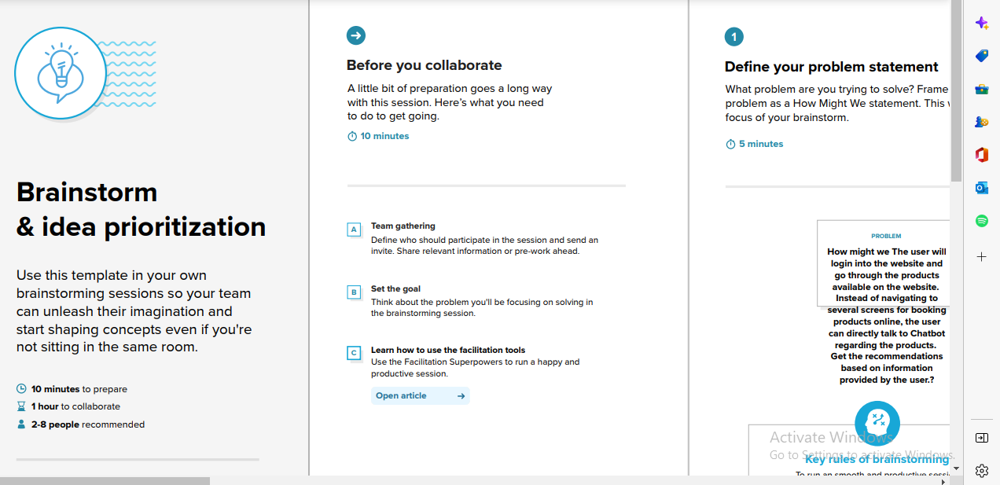 Brainstorm
& idea prioritization
Use this template in your own
brainstorming sessions so your team
can unleash their imagination and
start shaping concepts even if you're
not sitting in the same room.
10 minutes to prepare
1 hour to collaborate
2-8 people recommended
Before you collaborate
A little bit of preparation goes a long way
with this session. Here's what you need
to do to get going.
10 minutes
A
Team gathering
Define who should participate in the session and send an
invite. Share relevant information or pre-work ahead.
B
Set the goal
Think about the problem you'll be focusing on solving in
the brainstorming session.
C
Learn how to use the facilitation tools
Use the Facilitation Superpowers to run a happy and
productive session.
Open article
1
Define your problem statement
What problem are you trying to solve? Frame
problem as a How Might We statement. This
focus of your brainstorm.
5 minutes
PROBLEM
How might we The user will
login into the website and
go through the products
available on the website.
Instead of navigating to
several screens for booking
products online, the user
can directly talk to Chatbot
regarding the products.
Get the recommendations
based on information
provided by the user.?
Activate Windows
Go to Settings to activate Windows.
Key rules of brainstorming
To run an smooth and productive